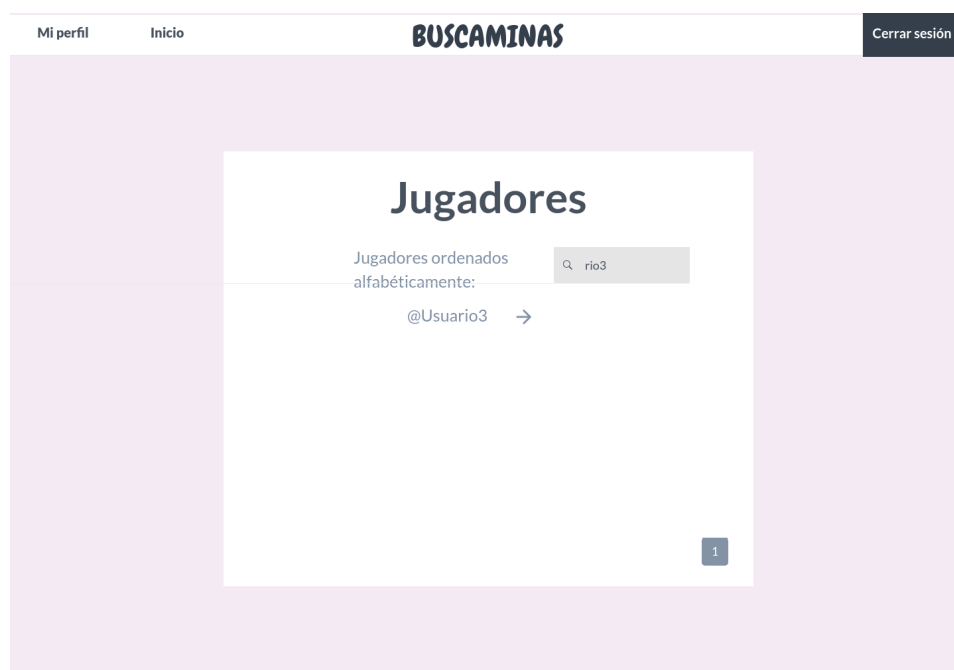 Mi perfil Inicio BUSCAMINAS Cerrar sesión
Jugadores
Jugadores ordenados
alfabéticamente:
rio3
@Usuario3
1